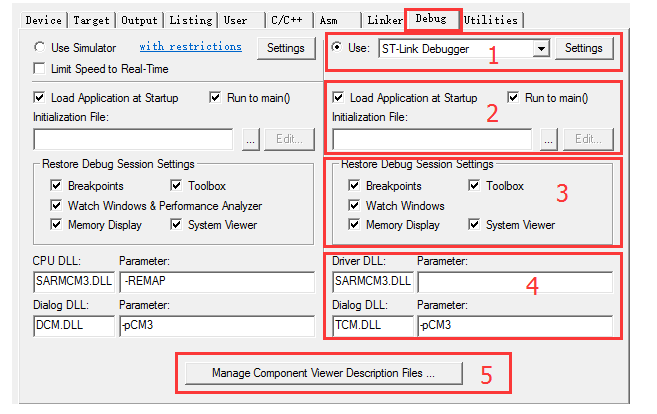 Device Target Output Listing User C/C++ Asm Linker Debug Utilities
Use Simulator with restrictions Settings
Limit Speed to Real-Time
Use: ST-Link Debugger Settings
1
Load Application at Startup Run to main()
Initialization File:
... Edit...
Load Application at Startup Run to main()
Initialization File:
... Edit...
2
Restore Debug Session Settings
Breakpoints Toolbox
Watch Windows & Performance Analyzer
Memory Display System Viewer
Restore Debug Session Settings
Breakpoints Toolbox
Watch Windows
Memory Display System Viewer
3
CPU DLL: Parameter:
SARMCM3.DLL -REMAP
Dialog DLL: Parameter:
DCM.DLL -pCM3
Driver DLL: Parameter:
SARMCM3.DLL
Dialog DLL: Parameter:
TCM.DLL -pCM3
4
Manage Component Viewer Description Files ...
5